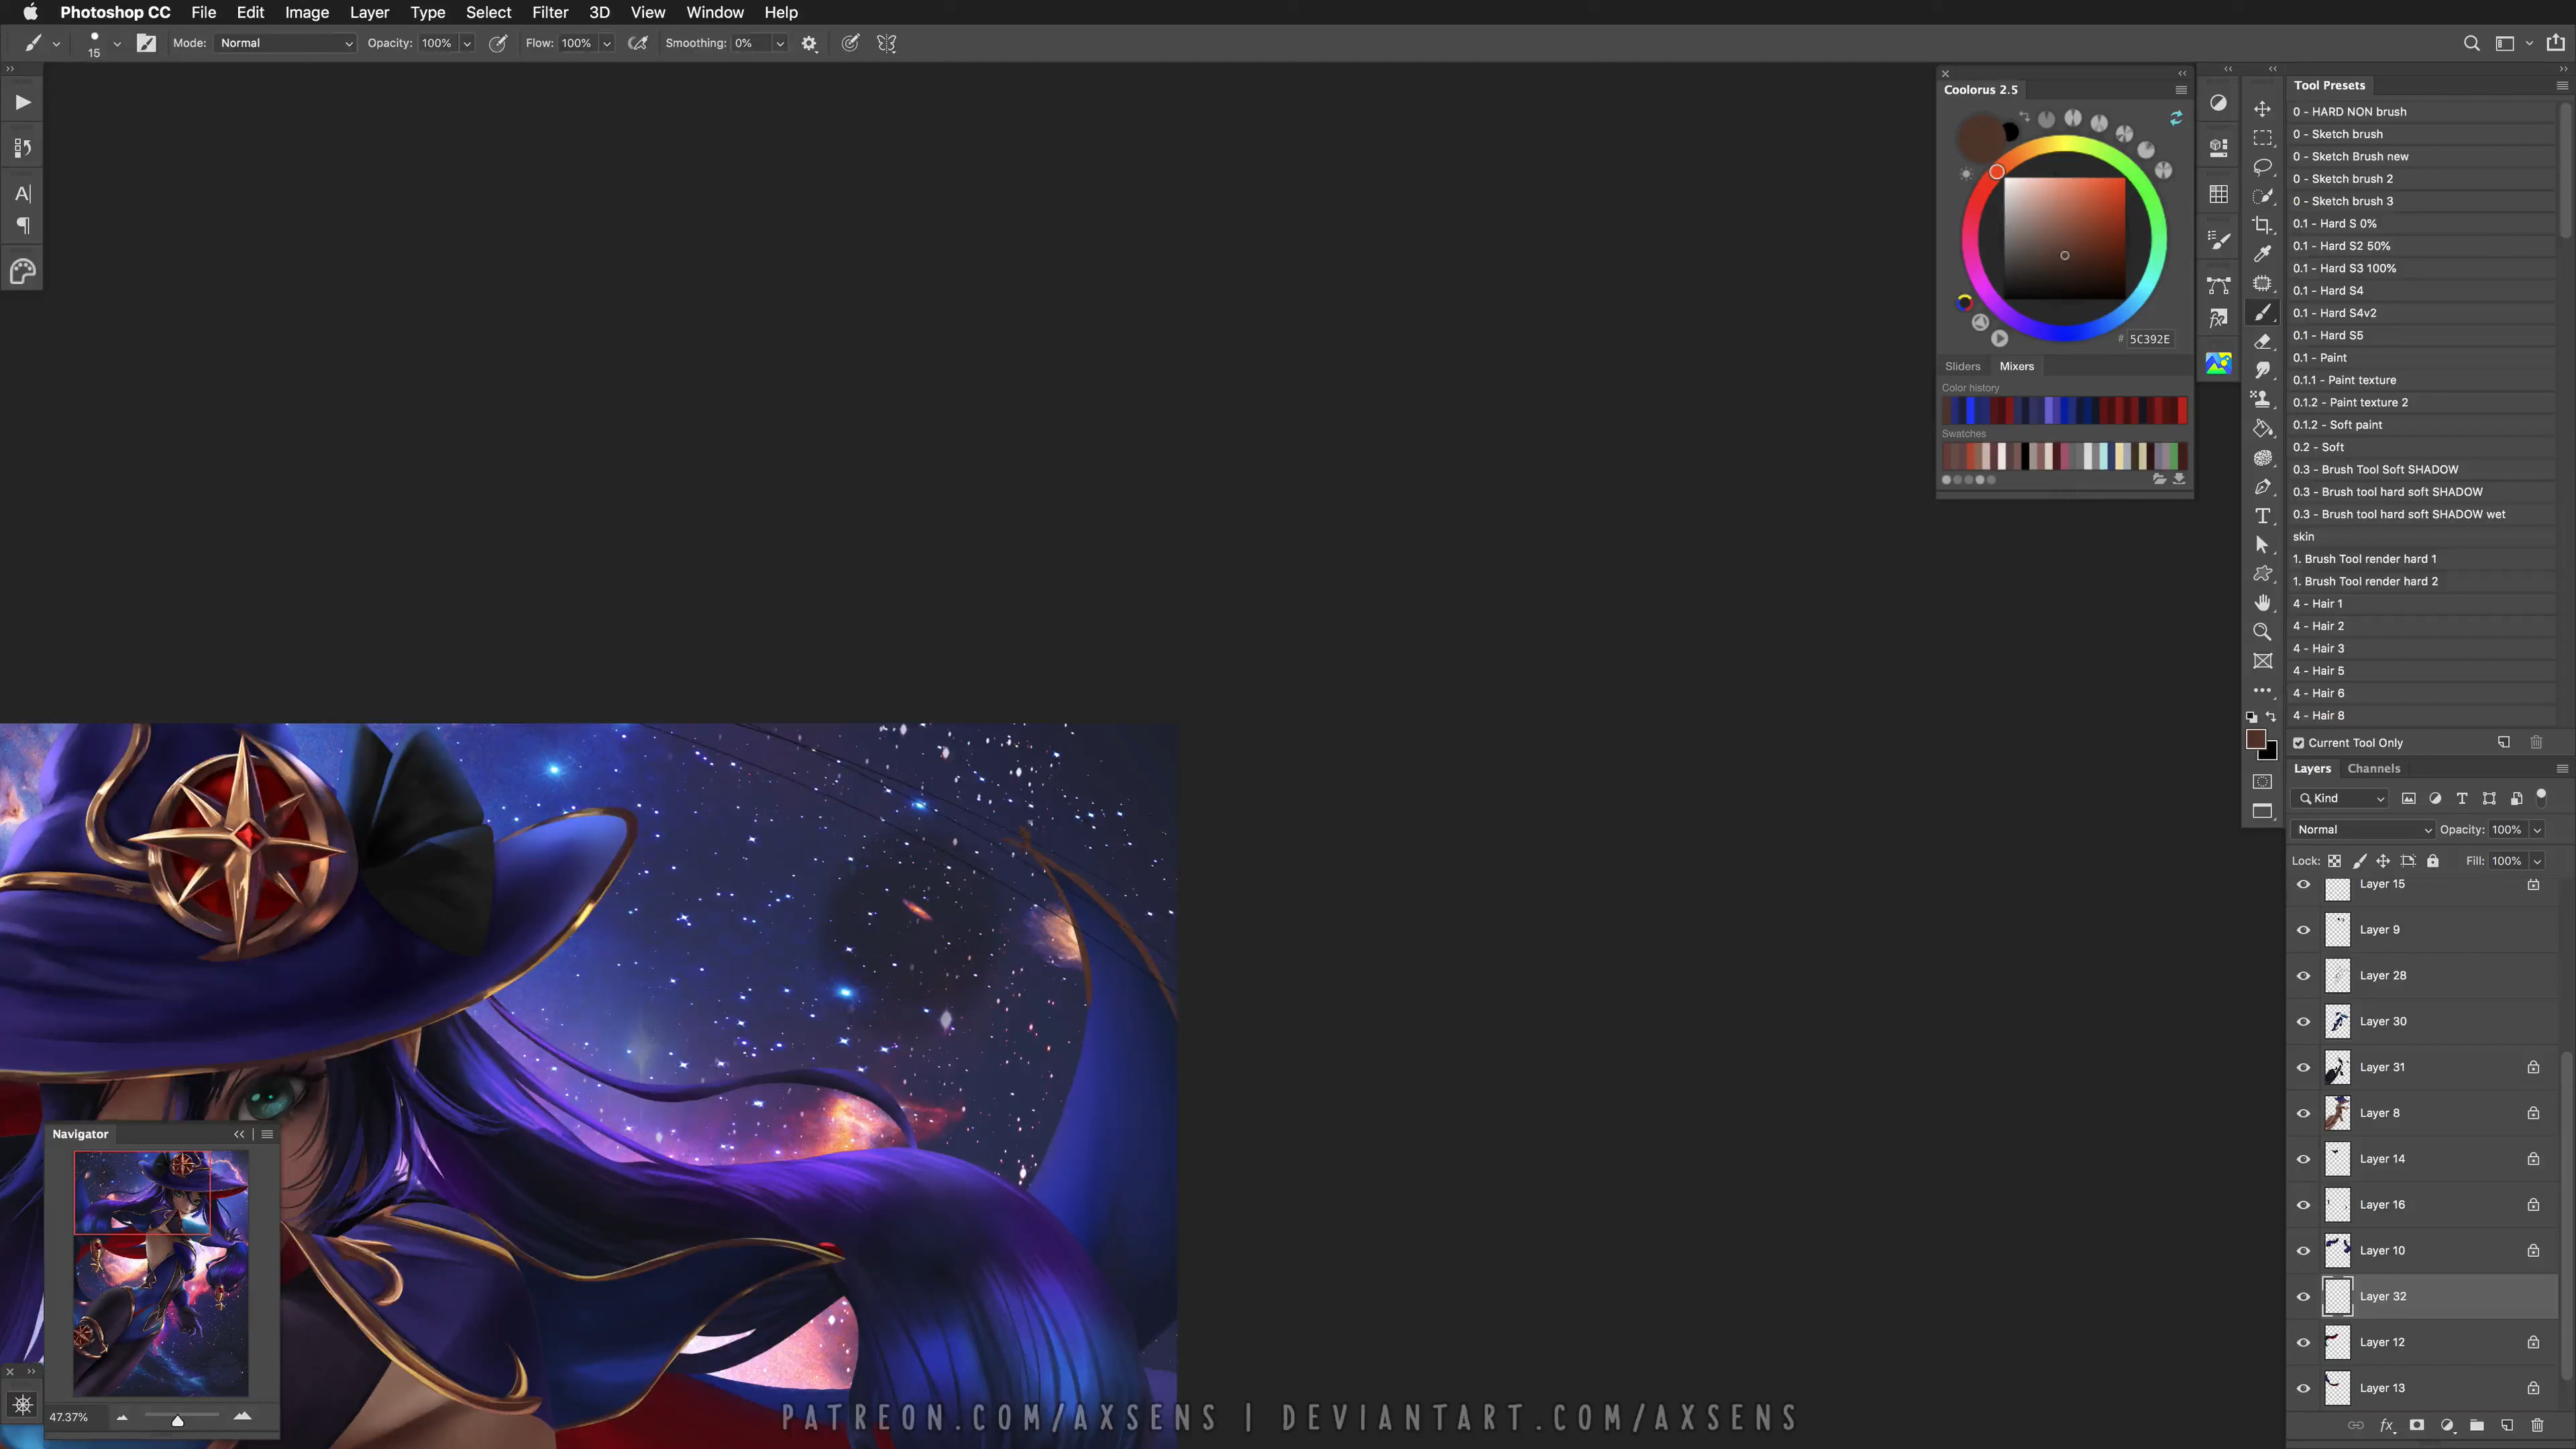 Photoshop CC File Edit Image Layer Type Select Filter 3D View Window Help
15 Mode: Normal Opacity: 100% Flow: 100% Smoothing: 0%
Coolorus 2.5
# 5C392E
Sliders Mixers
Color history
Swatches
Tool Presets
0 - HARD NON brush
0 - Sketch brush
0 - Sketch Brush new
0 - Sketch brush 2
0 - Sketch brush 3
0.1 - Hard S 0%
0.1 - Hard S2 50%
0.1 - Hard S3 100%
0.1 - Hard S4
0.1 - Hard S4v2
0.1 - Hard S5
0.1 - Paint
0.1.1 - Paint texture
0.1.2 - Paint texture 2
0.1.2 - Soft paint
0.2 - Soft
0.3 - Brush Tool Soft SHADOW
0.3 - Brush tool hard soft SHADOW
0.3 - Brush tool hard soft SHADOW wet
skin
1. Brush Tool render hard 1
1. Brush Tool render hard 2
4 - Hair 1
4 - Hair 2
4 - Hair 3
4 - Hair 5
4 - Hair 6
4 - Hair 8
Current Tool Only
Layers Channels
Kind
Normal Opacity: 100%
Lock: Fill: 100%
Layer 15
Layer 9
Layer 28
Layer 30
Layer 31
Layer 8
Layer 14
Layer 16
Layer 10
Layer 32
Layer 12
Layer 13
Navigator
47.37%
PATREON.COM/AXSENS | DEVIANTART.COM/AXSENS